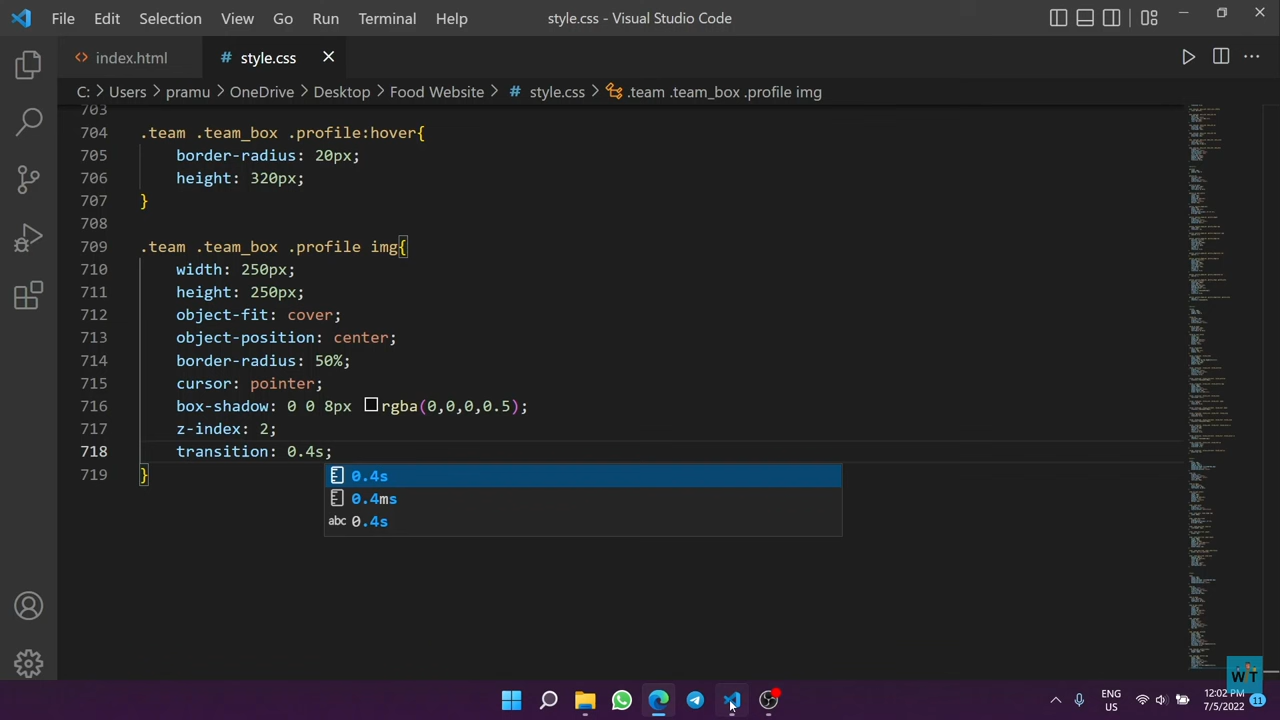 File Edit Selection View Go Run Terminal Help style.css - Visual Studio Code
index.html # style.css
C: > Users > pramu > OneDrive > Desktop > Food Website > # style.css > .team .team_box .profile img
703
704 .team .team_box .profile:hover{
705 border-radius: 20px;
706 height: 320px;
707 }
708
709 .team .team_box .profile img{
710 width: 250px;
711 height: 250px;
712 object-fit: cover;
713 object-position: center;
714 border-radius: 50%;
715 cursor: pointer;
716 box-shadow: 0 0 8px rgba(0,0,0,0.6);
717 z-index: 2;
718 transition: 0.4s
719 }
0.4s
0.4ms
abc 0.4s
WT
ENG
US
12:02 PM
7/5/2022
11